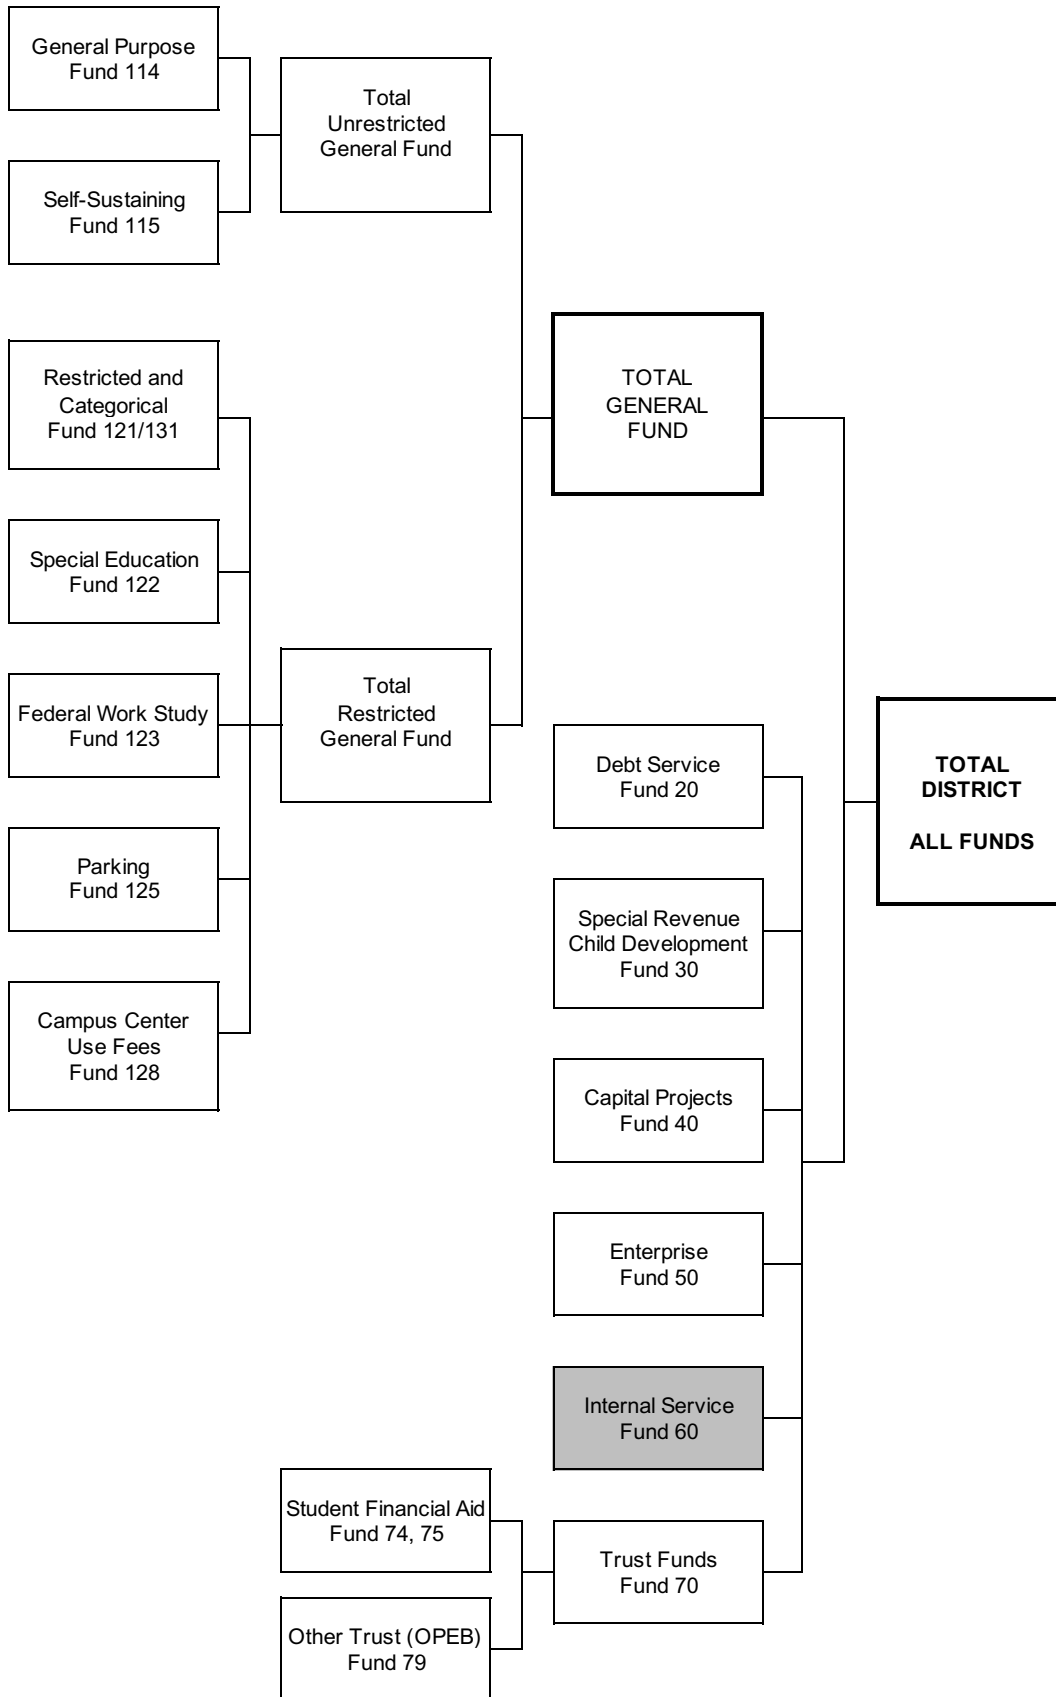 General Purpose
Fund 114
Total
Unrestricted
General Fund
Self-Sustaining
Fund 115
Restricted and
Categorical
Fund 121/131
TOTAL
GENERAL
FUND
Special Education
Fund 122
Total
Restricted
General Fund
Federal Work Study
Fund 123
Debt Service
Fund 20
TOTAL
DISTRICT
ALL FUNDS
Parking
Fund 125
Special Revenue
Child Development
Fund 30
Campus Center
Use Fees
Fund 128
Capital Projects
Fund 40
Enterprise
Fund 50
Internal Service
Fund 60
Student Financial Aid
Fund 74, 75
Trust Funds
Fund 70
Other Trust (OPEB)
Fund 79